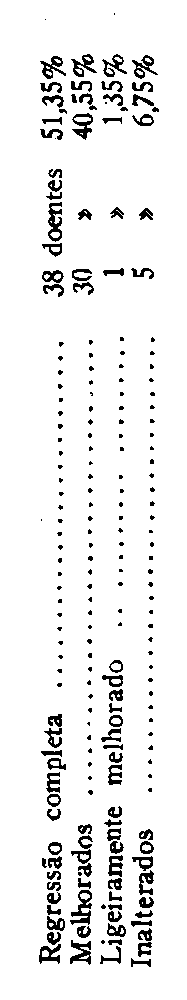 Regressão completa ........................................ 38 doentes 51,35%
Melhorados ........................................ 30 » 40,55%
Ligeiramente melhorado .. ......... .......... 1 » 1,35%
Inalterados ........................................ 5 » 6,75%